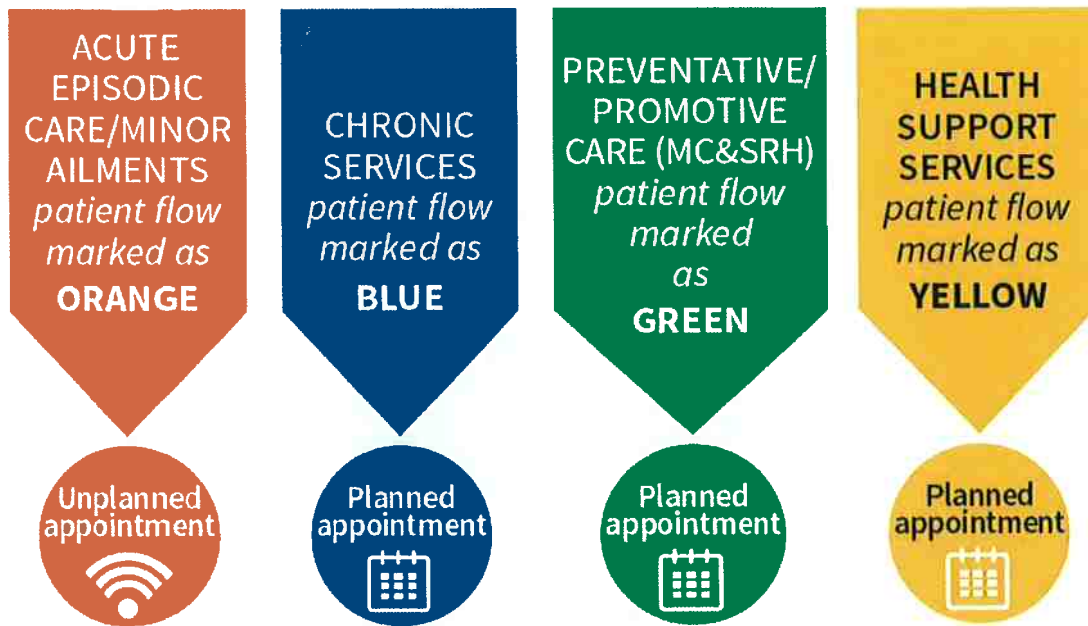 ACUTE
EPISODIC
CARE/MINOR
AILMENTS
patient flow
marked as
ORANGE
Unplanned
appointment
CHRONIC
SERVICES
patient flow
marked as
BLUE
Planned
appointment
PREVENTATIVE/
PROMOTIVE
CARE (MC&SRH)
patient flow
marked
as
GREEN
Planned
appointment
HEALTH
SUPPORT
SERVICES
patient flow
marked as
YELLOW
Planned
appointment